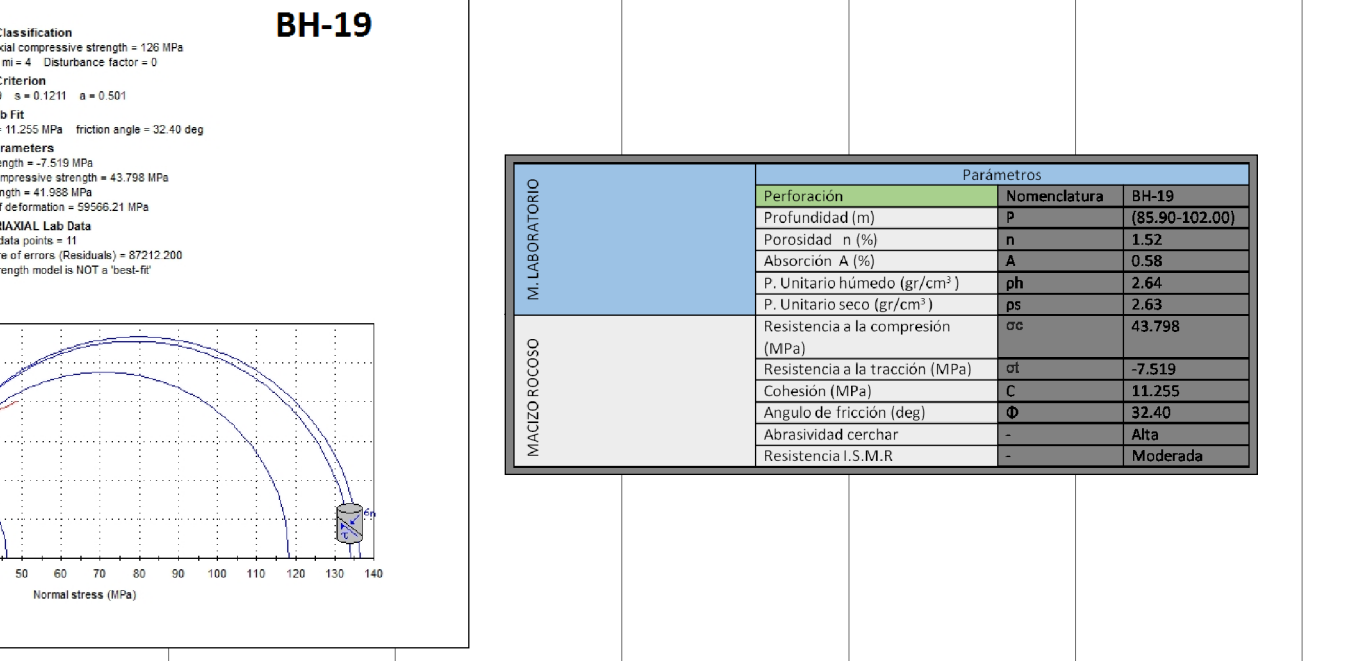 BH-19
Classification
xial compressive strength = 126 MPa
mi = 4 Disturbance factor = 0
Criterion
s = 0.1211 a = 0.501
b Fit
= 11.255 MPa friction angle = 32.40 deg
rameters
ength = -7.519 MPa
mpressive strength = 43.798 MPa
ngth = 41.988 MPa
f deformation = 59566.21 MPa
RIAXIAL Lab Data
data points = 11
re of errors (Residuals) = 87212.200
rength model is NOT a 'best-fit'
σn
τ
50 60 70 80 90 100 110 120 130 140
Normal stress (MPa)
M. LABORATORIO
Parámetros
Perforación Nomenclatura BH-19
Profundidad (m) P (85.90-102.00)
Porosidad n (%) n 1.52
Absorción A (%) A 0.58
P. Unitario húmedo (gr/cm³ ) ρh 2.64
P. Unitario seco (gr/cm³ ) ρs 2.63
MACIZO ROCOSO
Resistencia a la compresión σc 43.798
(MPa)
Resistencia a la tracción (MPa) σt -7.519
Cohesión (MPa) C 11.255
Angulo de fricción (deg) Φ 32.40
Abrasividad cerchar - Alta
Resistencia I.S.M.R - Moderada